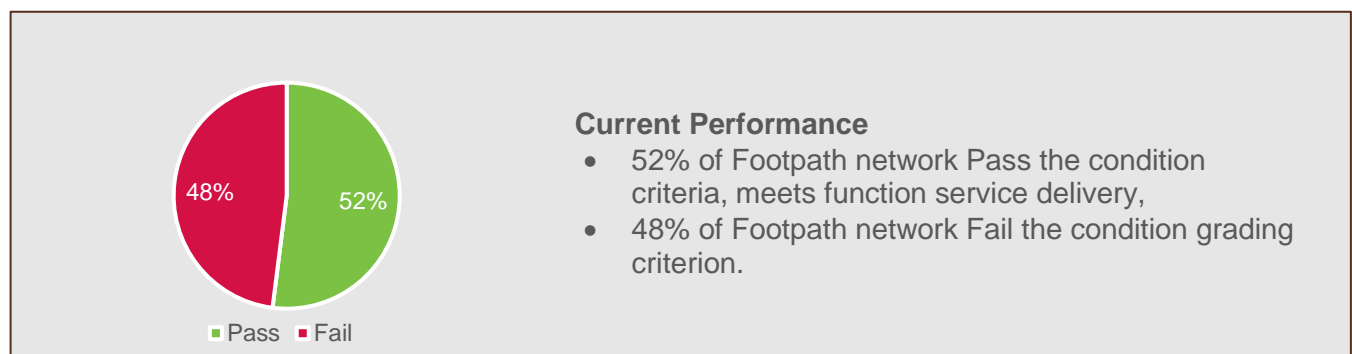 48%
52%
Pass Fail
Current Performance
• 52% of Footpath network Pass the condition
criteria, meets function service delivery,
• 48% of Footpath network Fail the condition grading
criterion.